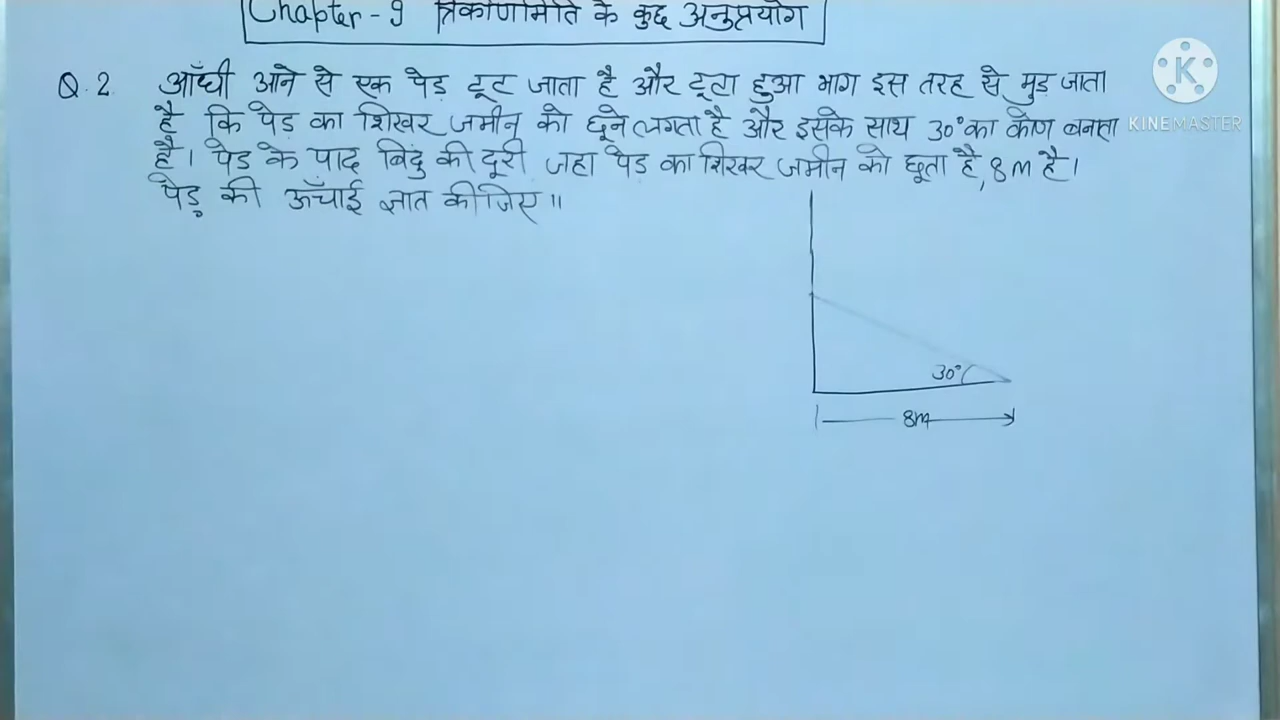 Chapter - 9 त्रिकोणमिति के कुछ अनुप्रयोग
Q. 2. आँधी आने से एक पेड़ टूट जाता है और टूटा हुआ भाग इस तरह से मुड जाता
है कि पेड का शिखर जमीन को छूने लगता है और इसके साथ 30° का कोण बनाता
है। पेड के पाद बिंदु की दूरी जहा पेड का शिखर जमीन को छूता है, 8 m है।
पेड़ की ऊँचाई ज्ञात कीजिए॥
30°
8m
K
KINEMASTER